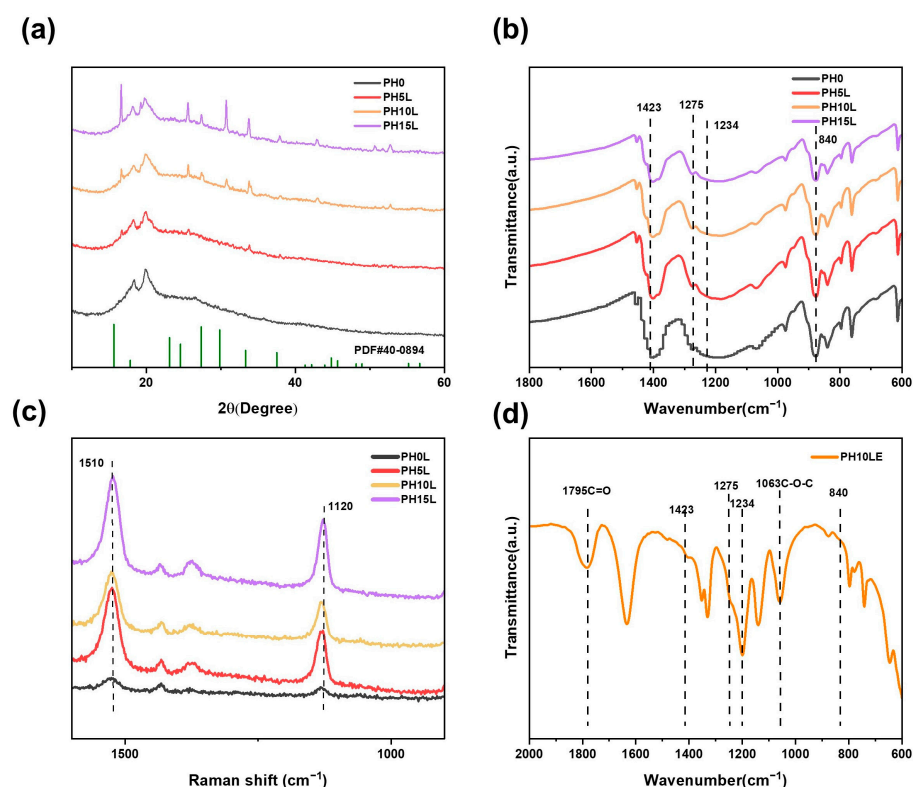 (a)
PH0
PH5L
PH10L
PH15L
PDF#40-0894
20
40
60
2θ(Degree)
(b)
PH0
PH5L
PH10L
PH15L
1423
1275
1234
840
Transmittance(a.u.)
1800
1600
1400
1200
1000
800
600
Wavenumber(cm⁻¹)
(c)
PH0L
PH5L
PH10L
PH15L
1510
1120
1500
1000
Raman shift (cm⁻¹)
(d)
PH10LE
1795C=O
1423
1275
1234
1063C-O-C
840
Transmittance(a.u.)
2000
1800
1600
1400
1200
1000
800
600
Wavenumber(cm⁻¹)